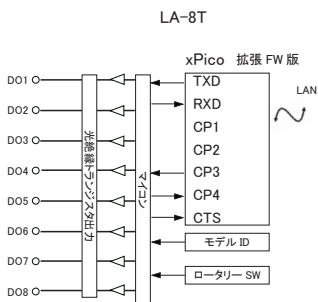 LA-8T
xPico 拡張 FW 版
LAN
DO1
DO2
DO3
DO4
DO5
DO6
DO7
DO8
光絶縁トランジスタ出力
マイコン
TXD
RXD
CP1
CP2
CP3
CP4
CTS
モデル ID
ロータリー SW